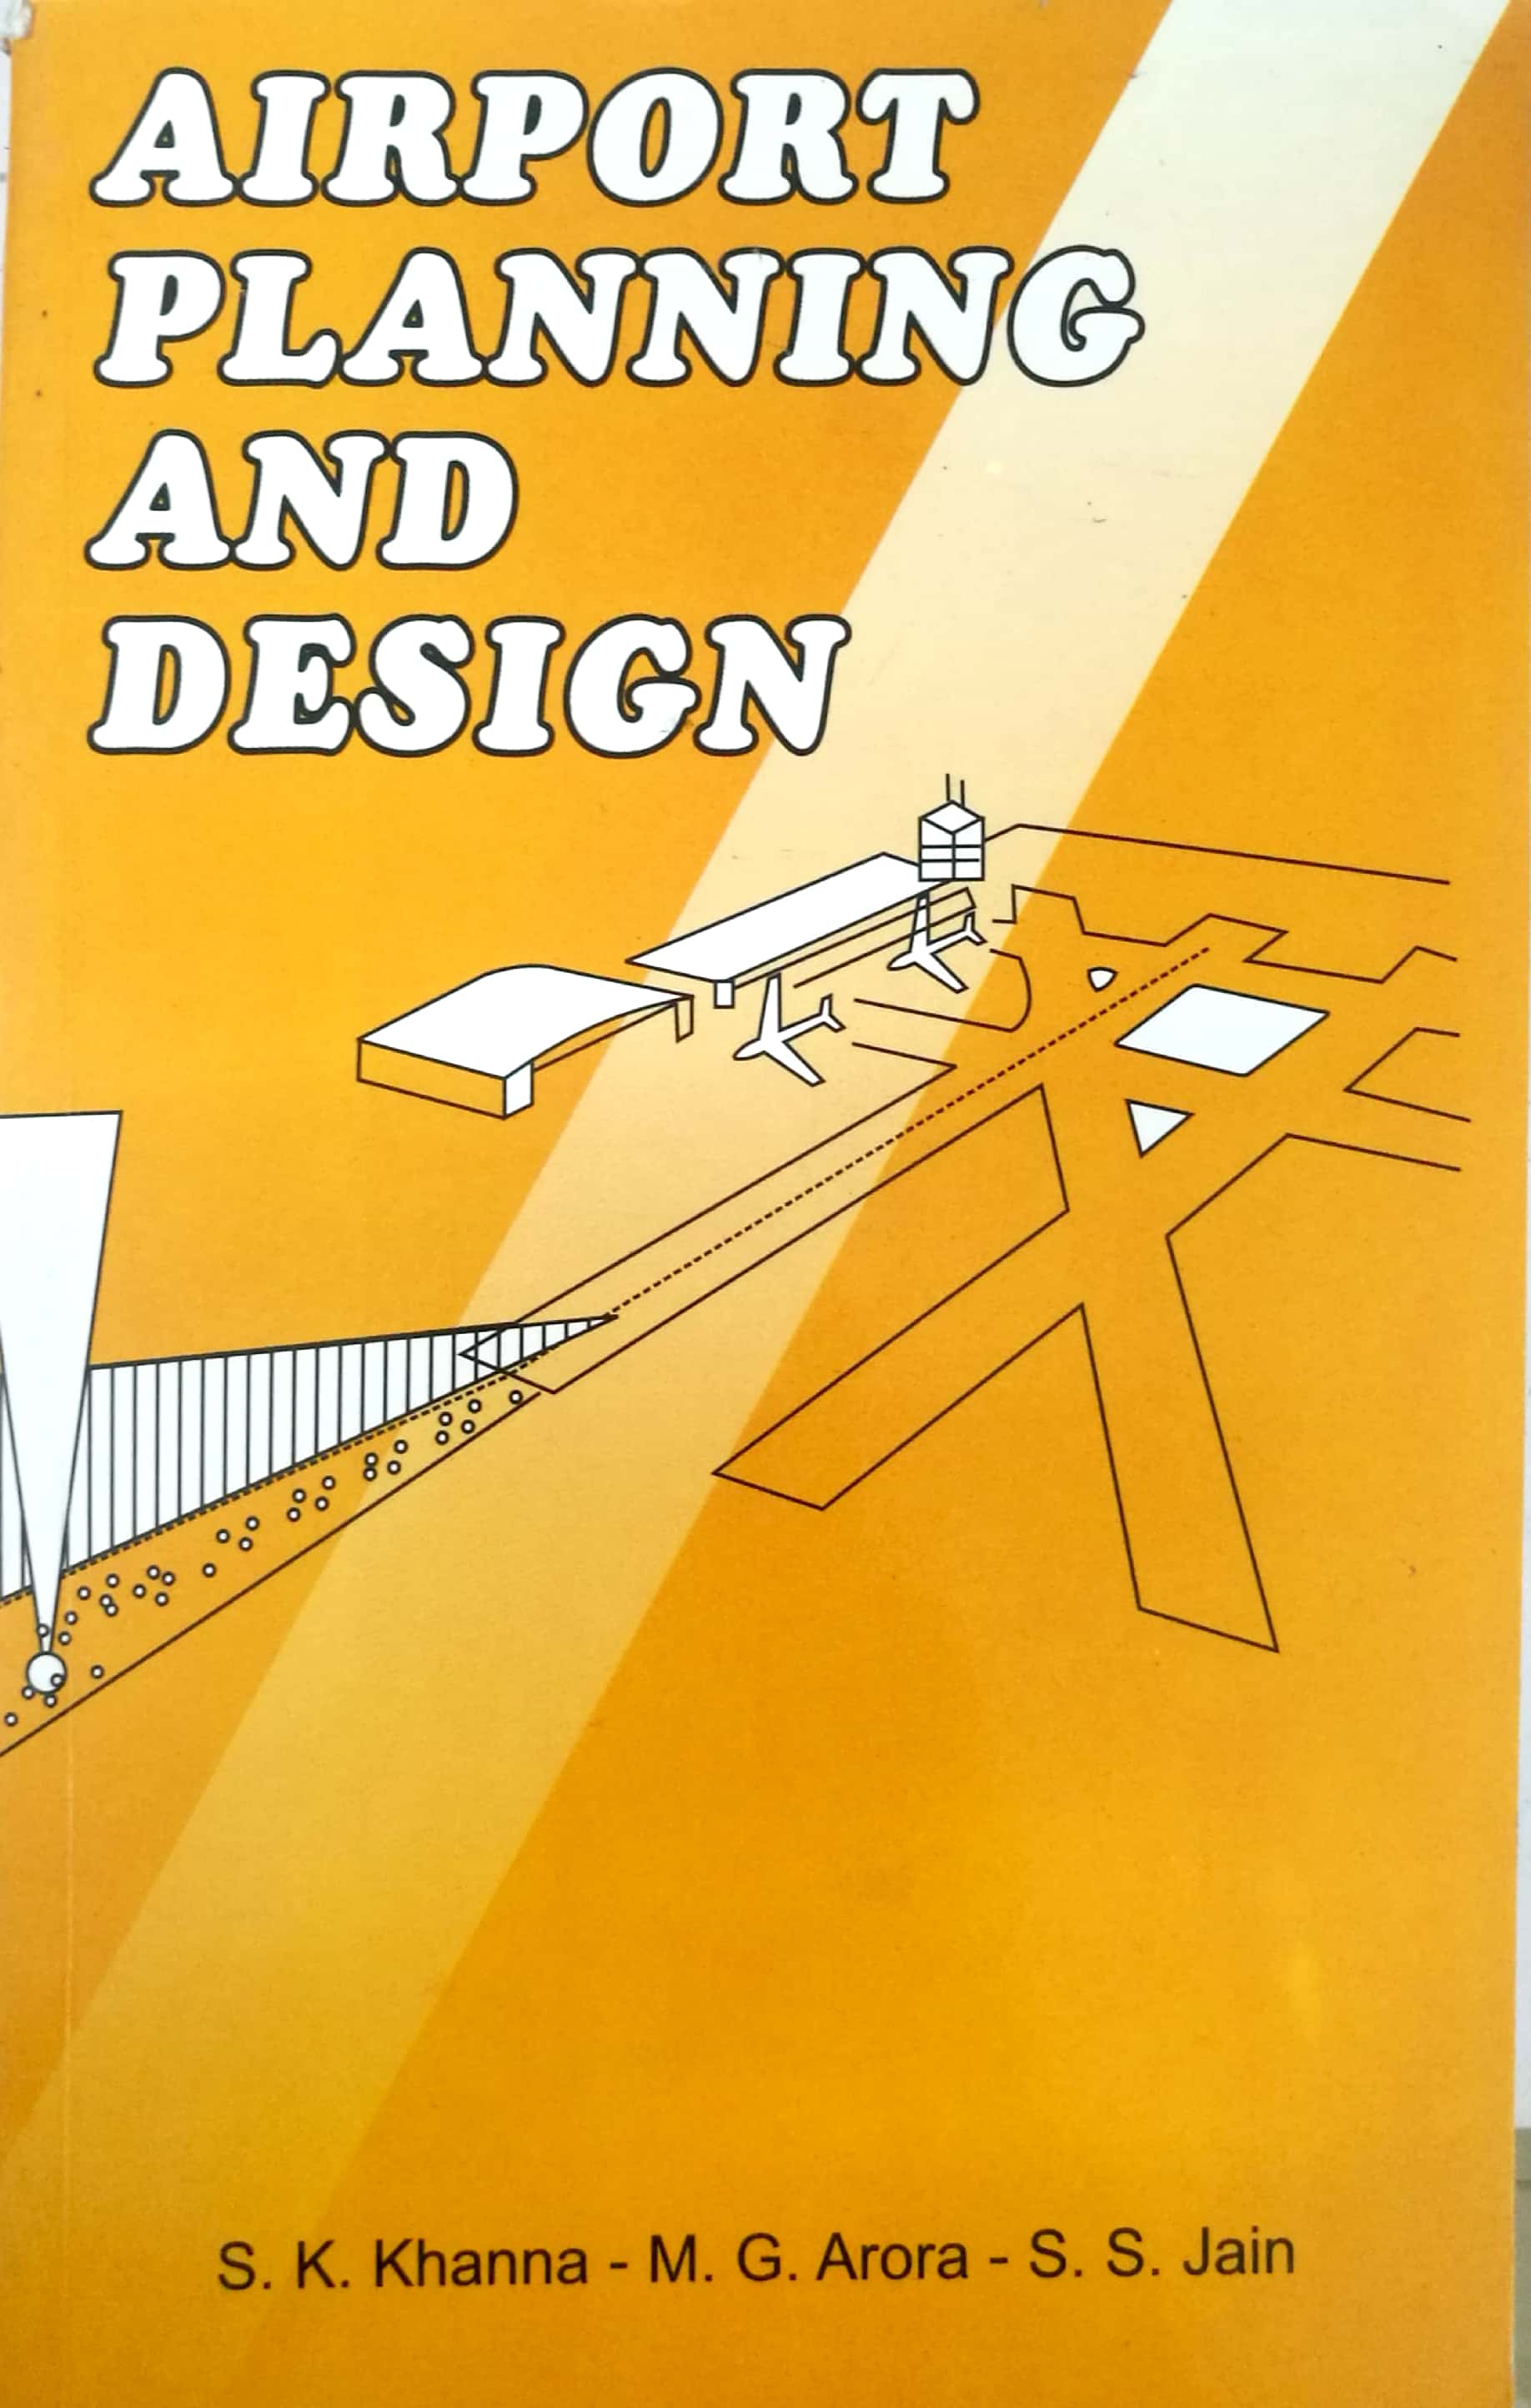 AIRPORT
PLANNING
AND
DESIGN
S. K. Khanna - M. G. Arora - S. S. Jain